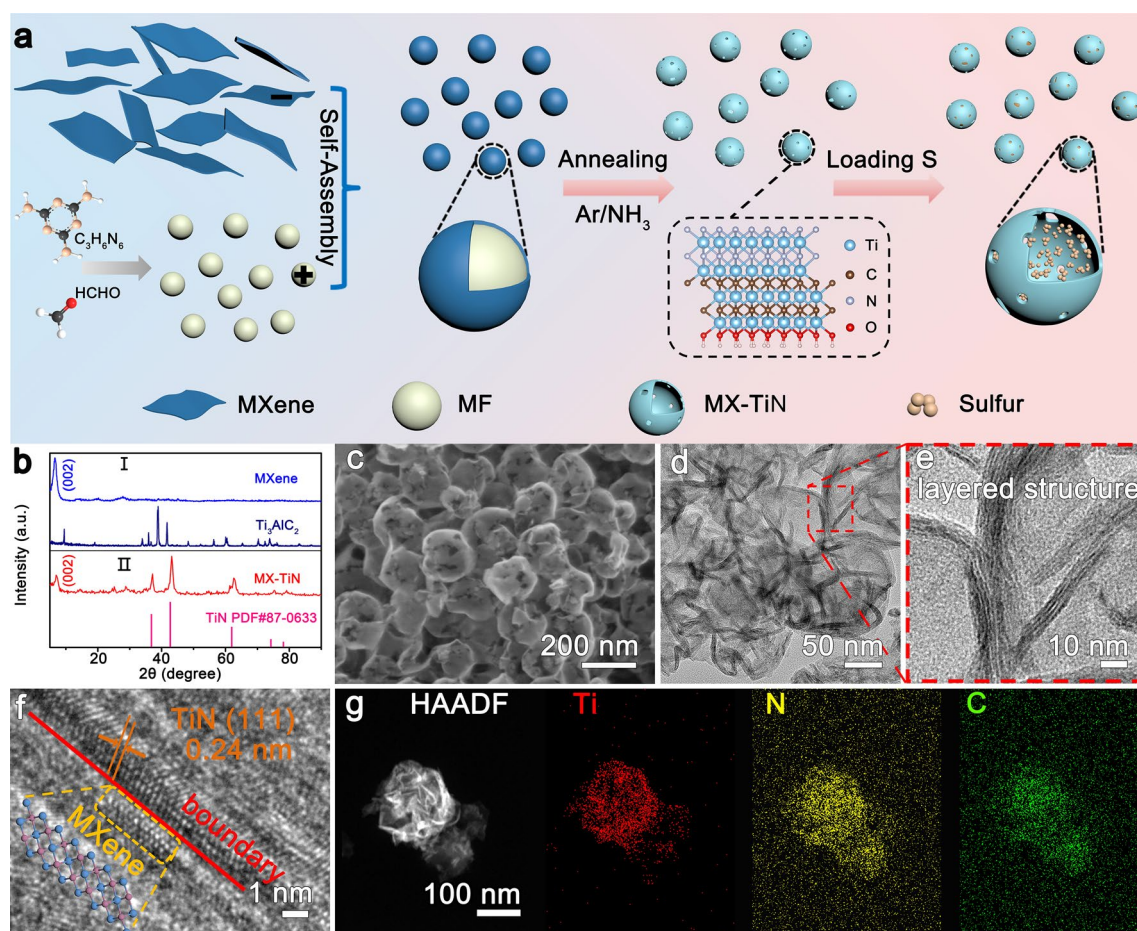 a
C₃H₆N₆
HCHO
+
Self-Assembly
Annealing
Ar/NH₃
Loading S
Ti
C
N
O
MXene
MF
MX-TiN
Sulfur
b
Intensity (a.u.)
(002)
I
MXene
Ti₃AlC₂
(002)
II
MX-TiN
TiN PDF#87-0633
20 40 60 80
2θ (degree)
c
200 nm
d
50 nm
e
layered structure
10 nm
f
TiN (111)
0.24 nm
boundary
MXene
1 nm
g
HAADF
100 nm
Ti
N
C